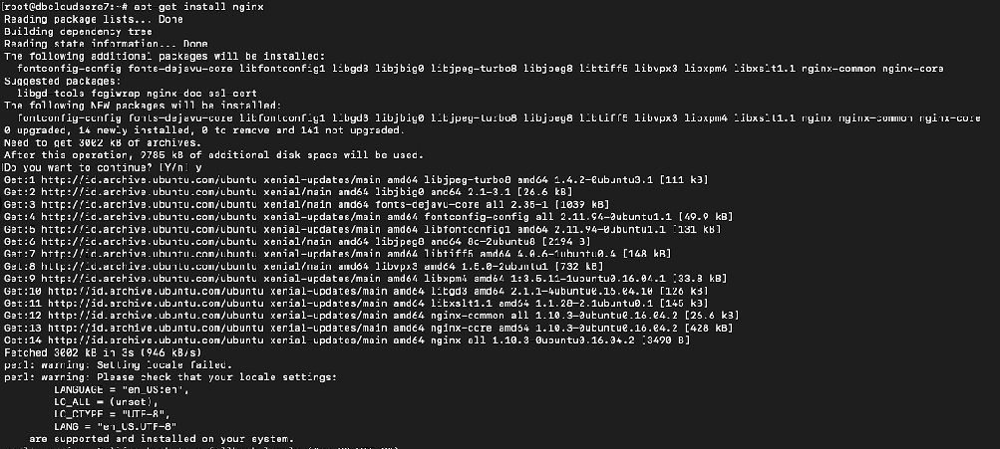 [root@dbcloudsore7:~# apt-get install nginx
Reading package lists... Done
Building dependency tree
Reading state information... Done
The following additional packages will be installed:
  fontconfig-config fonts-dejavu-core libfontconfig1 libgd3 libjbig0 libjpeg-turbo8 libjpeg8 libtiff5 libvpx3 libxpm4 libxslt1.1 nginx-common nginx-core
Suggested packages:
  libgd-tools fcgiwrap nginx-doc ssl-cert
The following NEW packages will be installed:
  fontconfig-config fonts-dejavu-core libfontconfig1 libgd3 libjbig0 libjpeg-turbo8 libjpeg8 libtiff5 libvpx3 libxpm4 libxslt1.1 nginx nginx-common nginx-core
0 upgraded, 14 newly installed, 0 to remove and 141 not upgraded.
Need to get 3002 kB of archives.
After this operation, 9785 kB of additional disk space will be used.
[Do you want to continue? [Y/n] y
Get:1 http://id.archive.ubuntu.com/ubuntu xenial-updates/main amd64 libjpeg-turbo8 amd64 1.4.2-0ubuntu3.1 [111 kB]
Get:2 http://id.archive.ubuntu.com/ubuntu xenial/main amd64 libjbig0 amd64 2.1-3.1 [26.6 kB]
Get:3 http://id.archive.ubuntu.com/ubuntu xenial/main amd64 fonts-dejavu-core all 2.35-1 [1039 kB]
Get:4 http://id.archive.ubuntu.com/ubuntu xenial-updates/main amd64 fontconfig-config all 2.11.94-0ubuntu1.1 [49.9 kB]
Get:5 http://id.archive.ubuntu.com/ubuntu xenial-updates/main amd64 libfontconfig1 amd64 2.11.94-0ubuntu1.1 [131 kB]
Get:6 http://id.archive.ubuntu.com/ubuntu xenial/main amd64 libjpeg8 amd64 8c-2ubuntu8 [2194 B]
Get:7 http://id.archive.ubuntu.com/ubuntu xenial-updates/main amd64 libtiff5 amd64 4.0.6-1ubuntu0.4 [148 kB]
Get:8 http://id.archive.ubuntu.com/ubuntu xenial/main amd64 libvpx3 amd64 1.5.0-2ubuntu1 [732 kB]
Get:9 http://id.archive.ubuntu.com/ubuntu xenial-updates/main amd64 libxpm4 amd64 1:3.5.11-1ubuntu0.16.04.1 [33.8 kB]
Get:10 http://id.archive.ubuntu.com/ubuntu xenial-updates/main amd64 libgd3 amd64 2.1.1-4ubuntu0.16.04.10 [126 kB]
Get:11 http://id.archive.ubuntu.com/ubuntu xenial-updates/main amd64 libxslt1.1 amd64 1.1.28-2.1ubuntu0.1 [145 kB]
Get:12 http://id.archive.ubuntu.com/ubuntu xenial-updates/main amd64 nginx-common all 1.10.3-0ubuntu0.16.04.2 [26.6 kB]
Get:13 http://id.archive.ubuntu.com/ubuntu xenial-updates/main amd64 nginx-core amd64 1.10.3-0ubuntu0.16.04.2 [428 kB]
Get:14 http://id.archive.ubuntu.com/ubuntu xenial-updates/main amd64 nginx all 1.10.3-0ubuntu0.16.04.2 [3490 B]
Fetched 3002 kB in 3s (946 kB/s)
perl: warning: Setting locale failed.
perl: warning: Please check that your locale settings:
        LANGUAGE = "en_US:en",
        LC_ALL = (unset),
        LC_CTYPE = "UTF-8",
        LANG = "en_US.UTF-8"
    are supported and installed on your system.